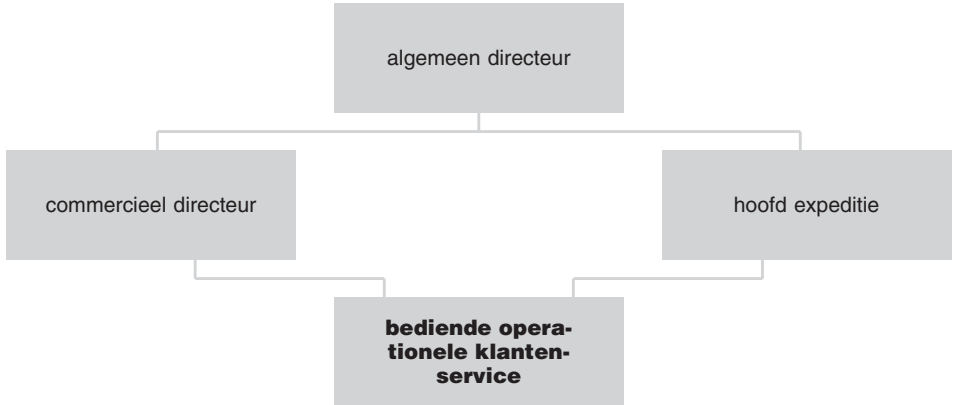 algemeen directeur
commercieel directeur
hoofd expeditie
bediende opera-
tionele klanten-
service